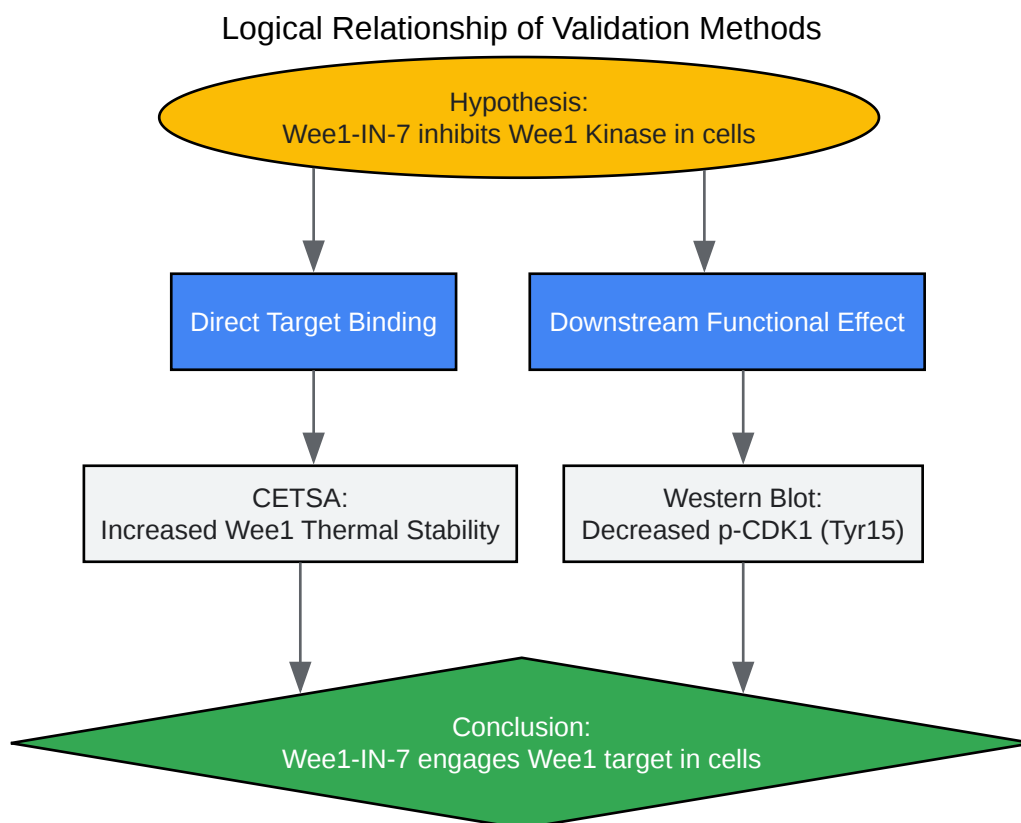 Logical Relationship of Validation Methods
Hypothesis:
Wee1-IN-7 inhibits Wee1 Kinase in cells
Direct Target Binding
Downstream Functional Effect
CETSA:
Increased Wee1 Thermal Stability
Western Blot:
Decreased p-CDK1 (Tyr15)
Conclusion:
Wee1-IN-7 engages Wee1 target in cells